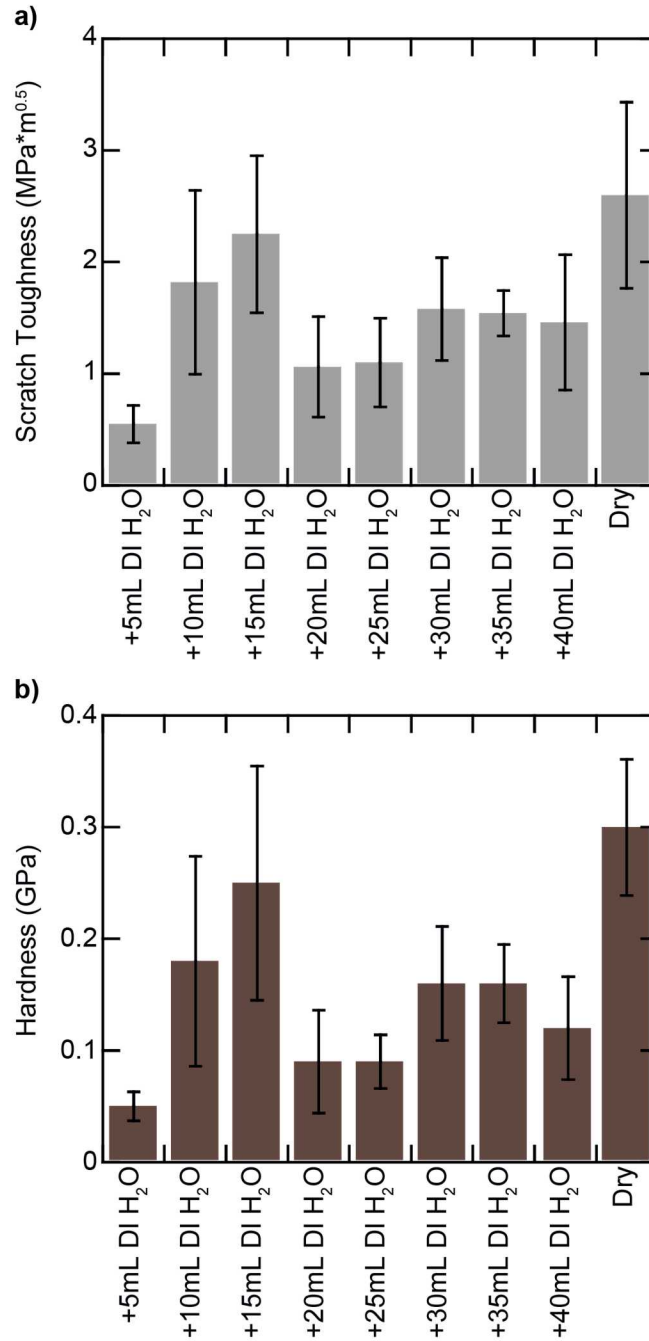 a)
Scratch Toughness (MPa*m^0.5)
4
3
2
1
0
+5mL DI H₂O
+10mL DI H₂O
+15mL DI H₂O
+20mL DI H₂O
+25mL DI H₂O
+30mL DI H₂O
+35mL DI H₂O
+40mL DI H₂O
Dry
b)
Hardness (GPa)
0.4
0.3
0.2
0.1
0
+5mL DI H₂O
+10mL DI H₂O
+15mL DI H₂O
+20mL DI H₂O
+25mL DI H₂O
+30mL DI H₂O
+35mL DI H₂O
+40mL DI H₂O
Dry